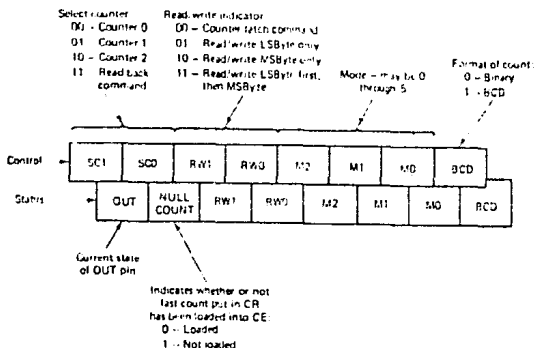 Select counter
00 – Counter 0
01 Counter 1
10 – Counter 2
11 Read back
command
Read/write indicator
00 – Counter latch command
01 Read/write LSByte only
10 – Read/write MSByte only
11 – Read/write LSByte first,
then MSByte
Mode – may be 0
through 5
Format of count:
0 – Binary
1 – BCD
Control
SC1 SC0 RW1 RW0 M2 M1 M0 BCD
Status
OUT NULL COUNT RW1 RW0 M2 M1 M0 BCD
Current state
of OUT pin
Indicates whether or not
last count put in CR
has been loaded into CE:
0 – Loaded
1 – Not loaded